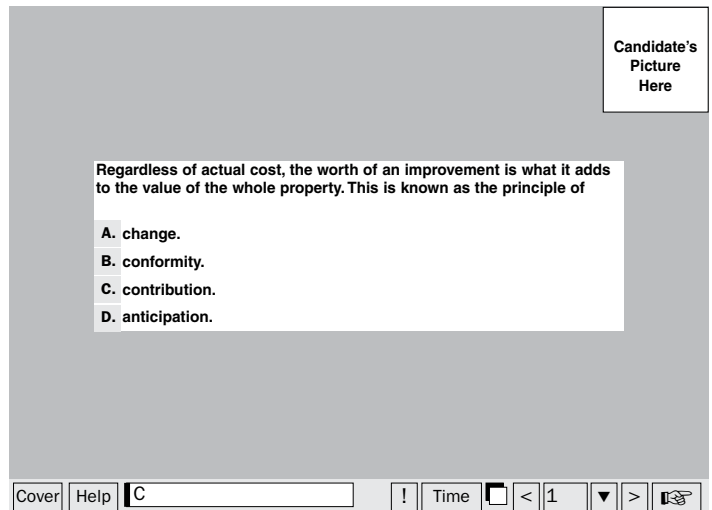 Candidate's
Picture
Here
Regardless of actual cost, the worth of an improvement is what it adds
to the value of the whole property. This is known as the principle of
A. change.
B. conformity.
C. contribution.
D. anticipation.
Cover Help C ! Time < 1 ▼ >